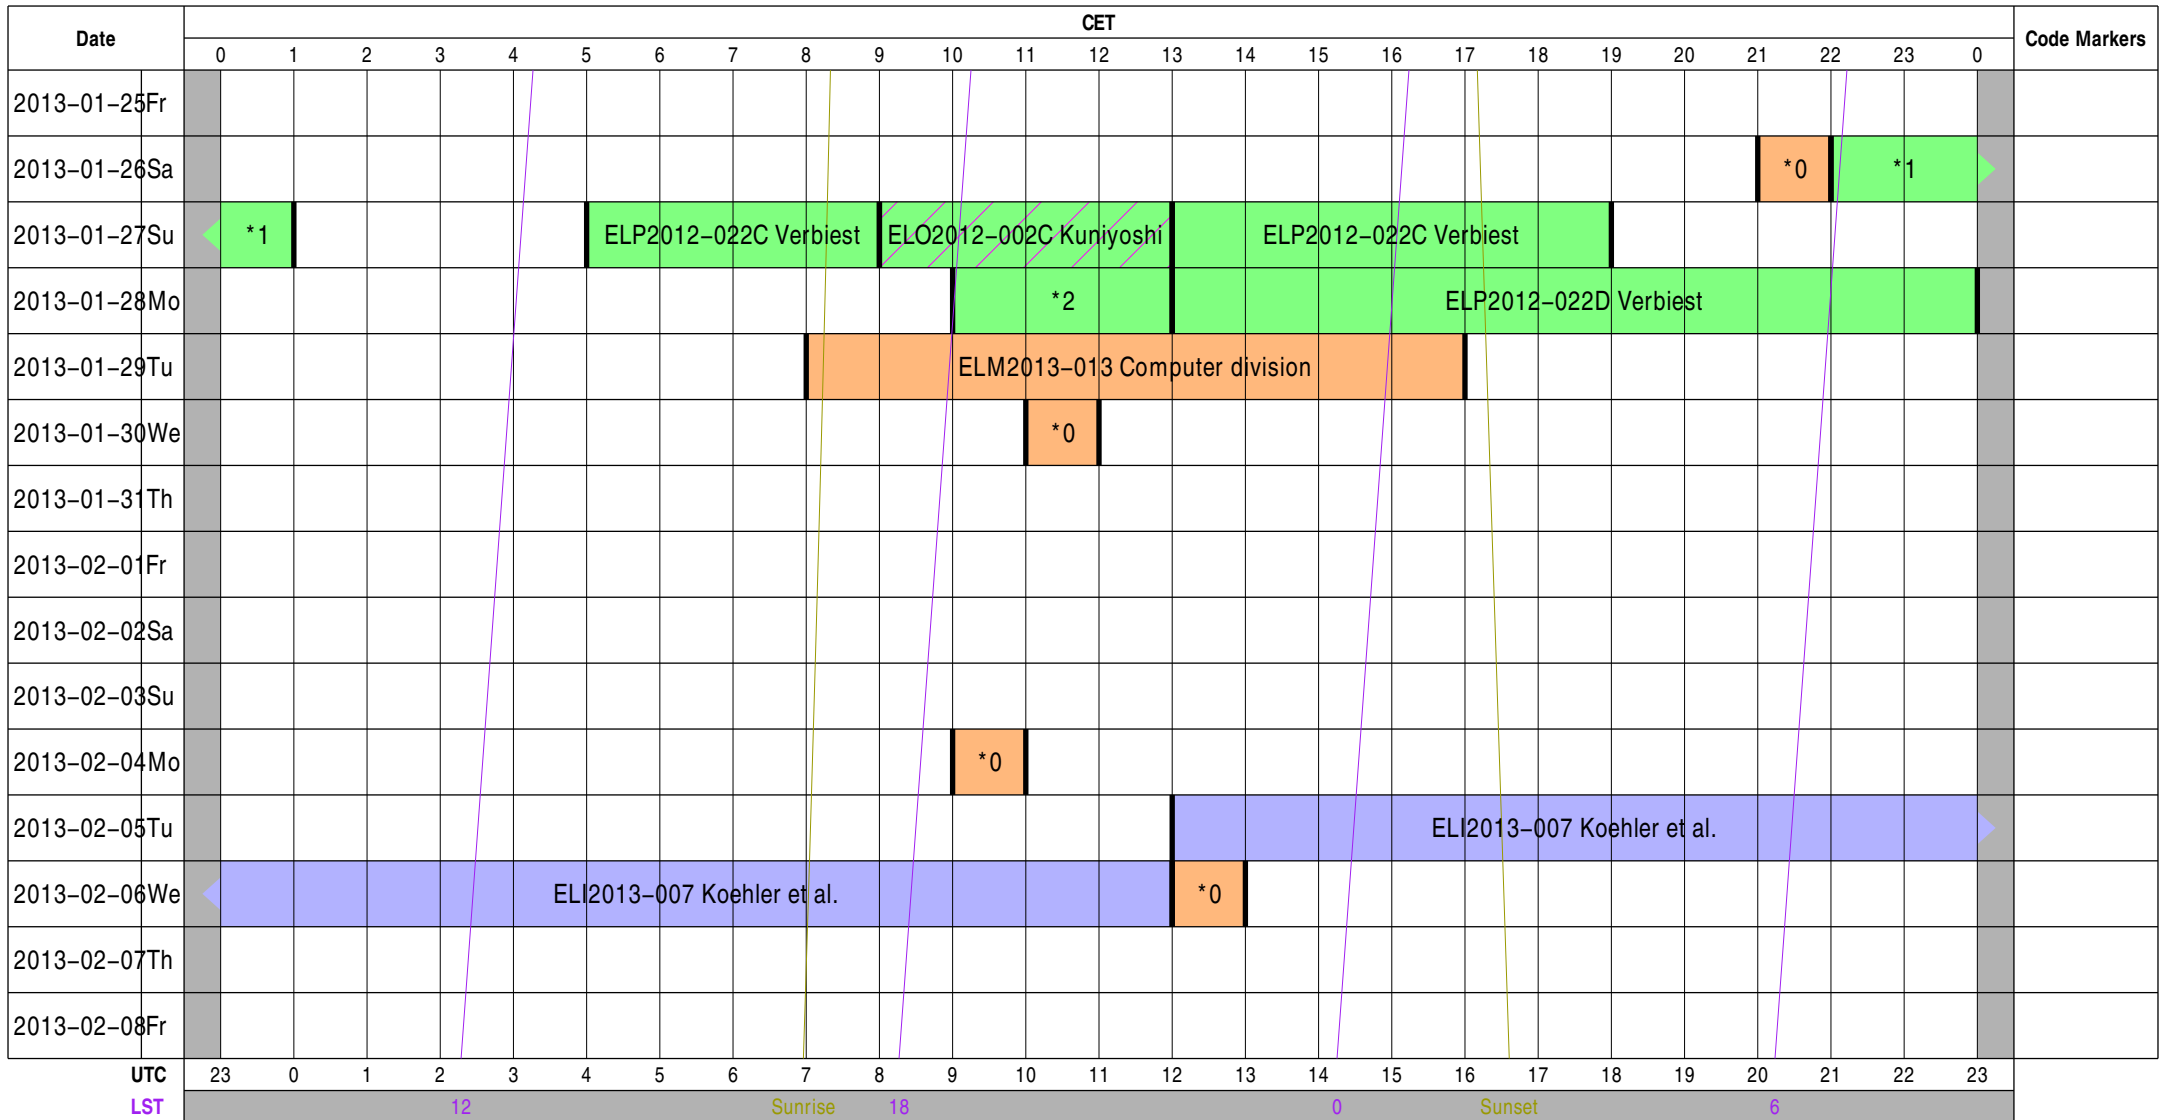 Date CET Code Markers
0 1 2 3 4 5 6 7 8 9 10 11 12 13 14 15 16 17 18 19 20 21 22 23 0
2013−01−25Fr
2013−01−26Sa *0 *1
2013−01−27Su *1 ELP2012−022C Verbiest ELO2012−002C Kuniyoshi ELP2012−022C Verbiest
2013−01−28Mo *2 ELP2012−022D Verbiest
2013−01−29Tu ELM2013−013 Computer division
2013−01−30We *0
2013−01−31Th
2013−02−01Fr
2013−02−02Sa
2013−02−03Su
2013−02−04Mo *0
2013−02−05Tu ELI2013−007 Koehler et al.
2013−02−06We ELI2013−007 Koehler et al. *0
2013−02−07Th
2013−02−08Fr
UTC 23 0 1 2 3 4 5 6 7 8 9 10 11 12 13 14 15 16 17 18 19 20 21 22 23
LST 12 Sunrise 18 0 Sunset 6